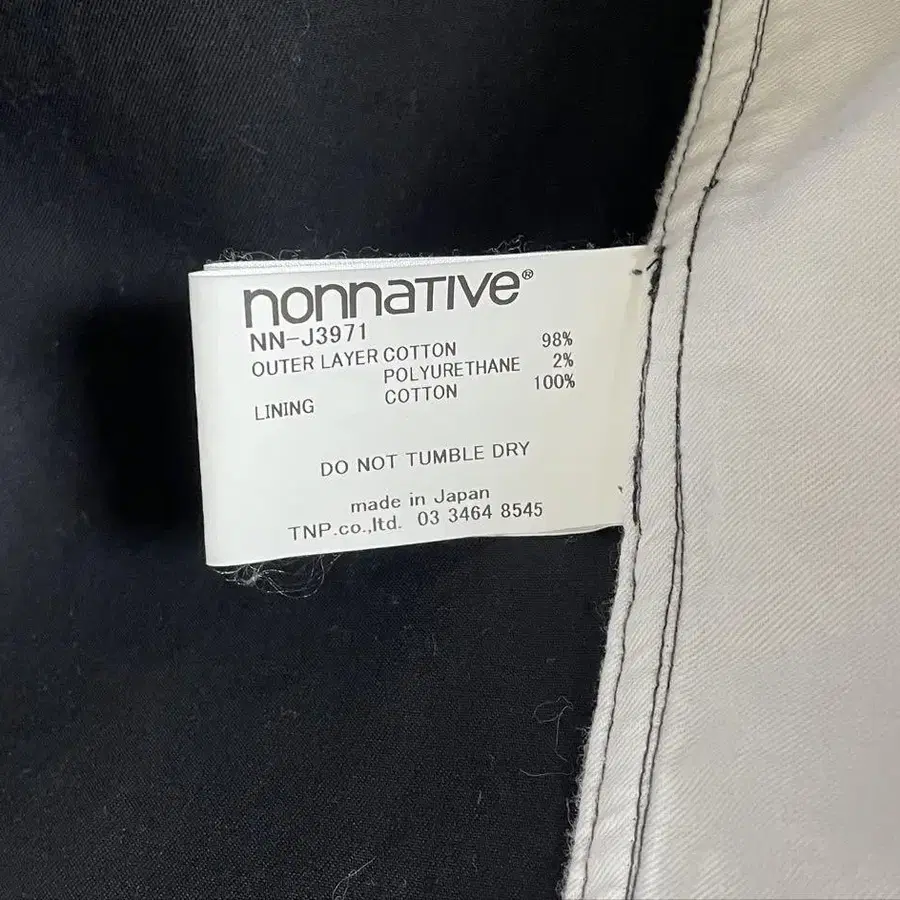 nonnative®
NN-J3971
OUTER LAYER COTTON 98%
POLYURETHANE 2%
LINING COTTON 100%
DO NOT TUMBLE DRY
made in Japan
TNP.co.,ltd. 03 3464 8545